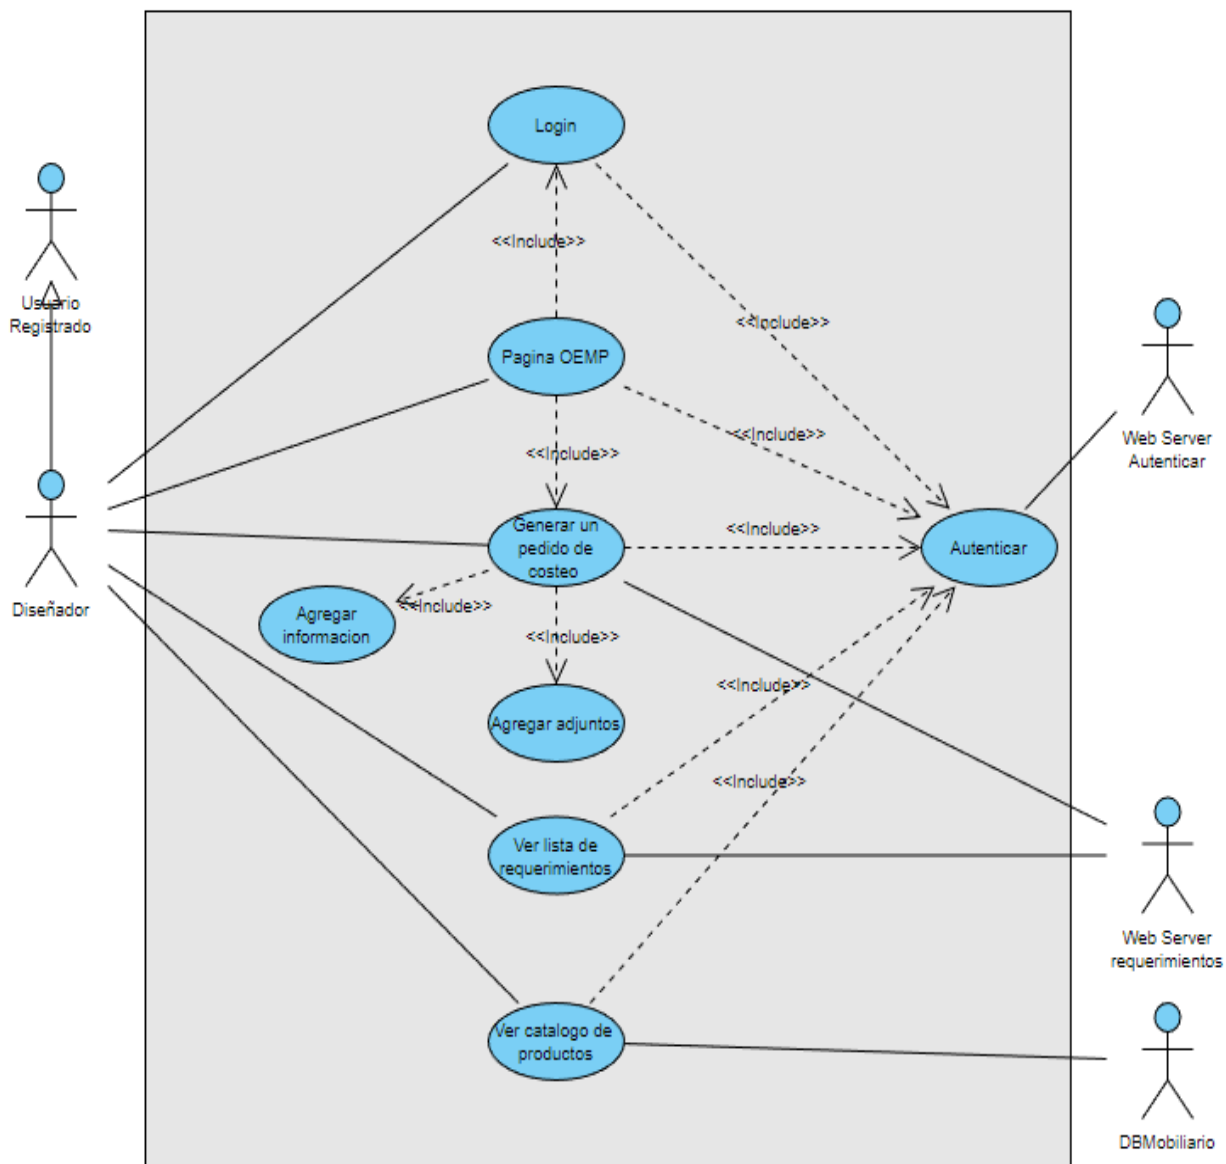 Login
<<Include>>
Usuario
Registrado
<<Include>>
Pagina OEMP
<<Include>>
Web Server
Autenticar
<<Include>>
Generar un
pedido de
costeo
<<Include>>
Autenticar
Diseñador
<<Include>>
Agregar
informacion
<<Include>>
<<Include>>
Agregar adjuntos
<<Include>>
Ver lista de
requerimientos
Web Server
requerimientos
Ver catalogo de
productos
DBMobiliario